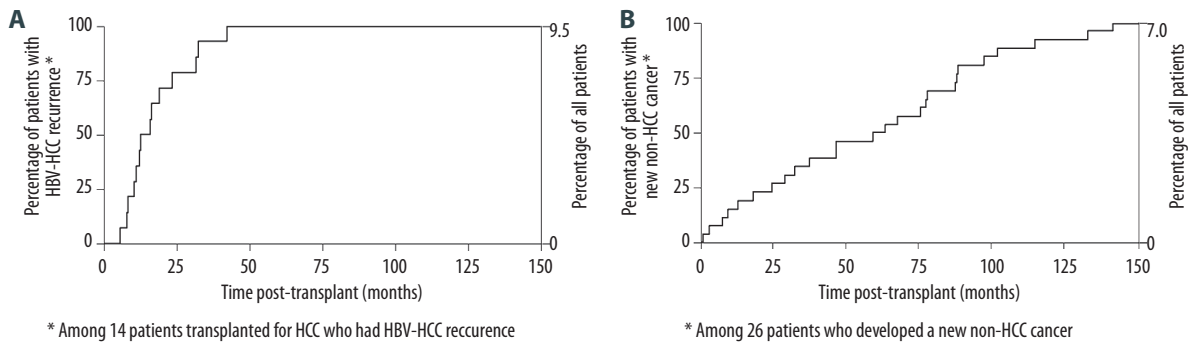 A
Percentage of patients with
HBV-HCC recurrence *
100
75
50
25
0
9.5
0
Percentage of all patients
0 25 50 75 100 125 150
Time post-transplant (months)
* Among 14 patients transplanted for HCC who had HBV-HCC reccurence
B
Percentage of patients with
new non-HCC cancer *
100
75
50
25
0
7.0
0
Percentage of all patients
0 25 50 75 100 125 150
Time post-transplant (months)
* Among 26 patients who developed a new non-HCC cancer